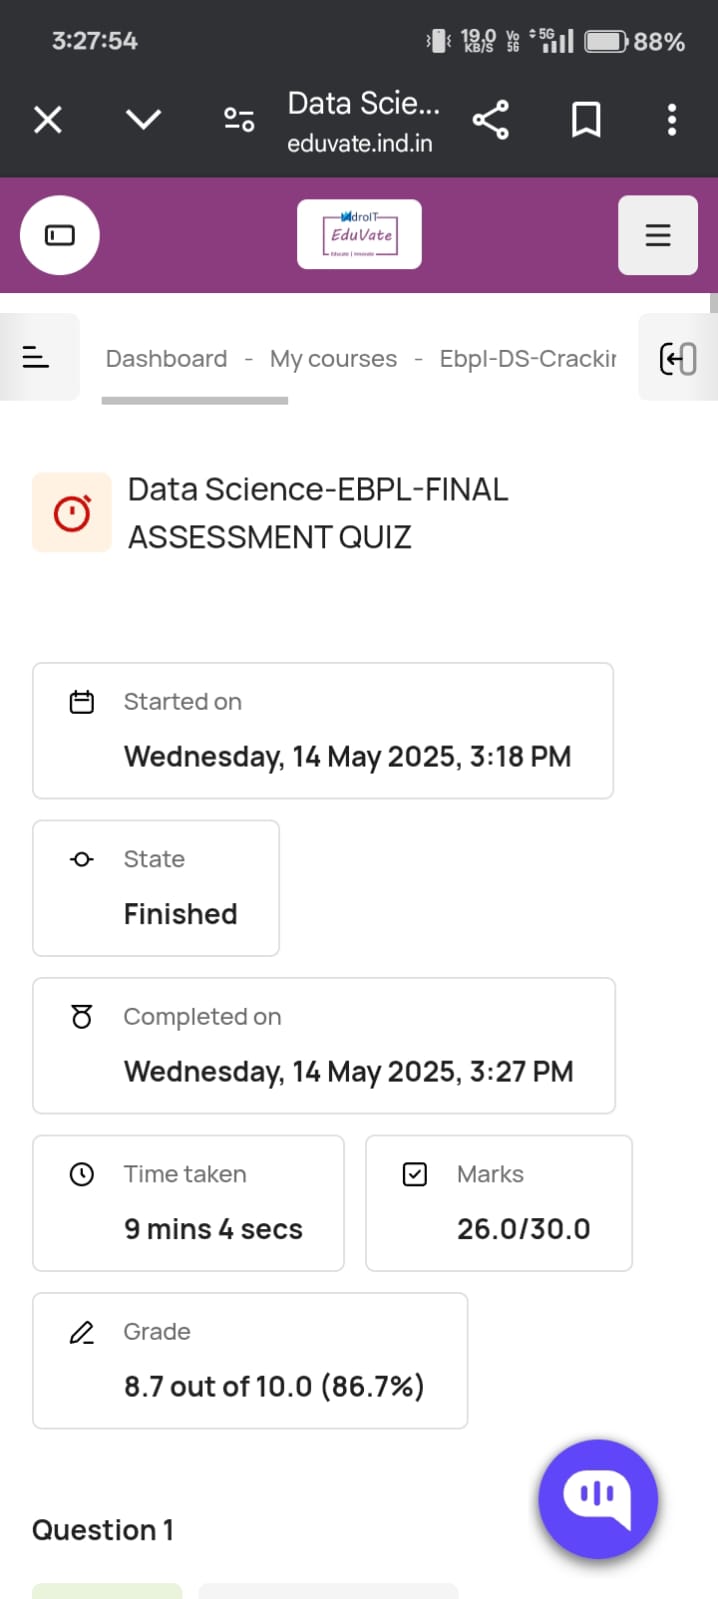 3:27:54
19.0 KB/S
Vo 5G
5G
88%
Data Scie...
eduvate.ind.in
droIT
EduVate
Educate | Innovate
Dashboard - My courses - Ebpl-DS-Crackin
Data Science-EBPL-FINAL
ASSESSMENT QUIZ
Started on
Wednesday, 14 May 2025, 3:18 PM
State
Finished
Completed on
Wednesday, 14 May 2025, 3:27 PM
Time taken
9 mins 4 secs
Marks
26.0/30.0
Grade
8.7 out of 10.0 (86.7%)
Question 1